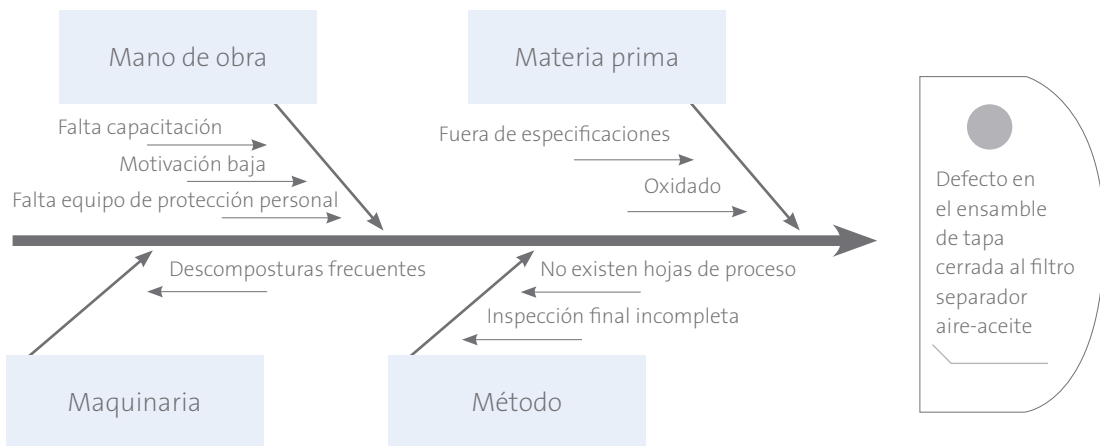 Mano de obra
Materia prima
Falta capacitación
Motivación baja
Falta equipo de protección personal
Fuera de especificaciones
Oxidado
Defecto en
el ensamble
de tapa
cerrada al filtro
separador
aire-aceite
Descomposturas frecuentes
No existen hojas de proceso
Inspección final incompleta
Maquinaria
Método